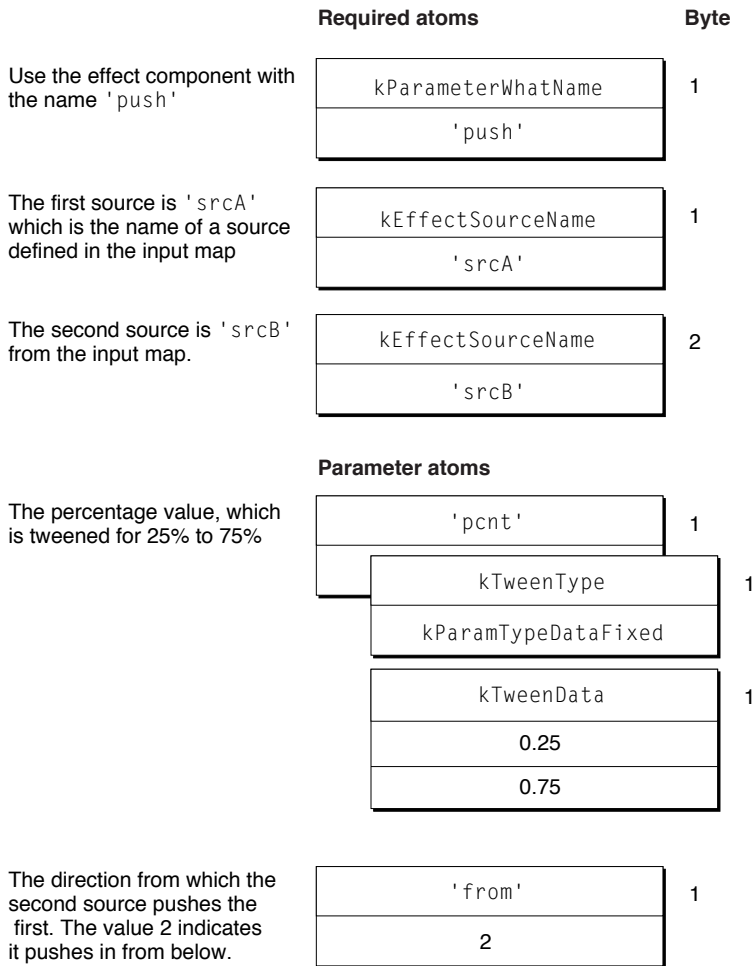 Required atoms Byte
Use the effect component with
the name 'push'
kParameterWhatName 1
'push'
The first source is 'srcA'
which is the name of a source
defined in the input map
kEffectSourceName 1
'srcA'
The second source is 'srcB'
from the input map.
kEffectSourceName 2
'srcB'
Parameter atoms
The percentage value, which
is tweened for 25% to 75%
'pcnt' 1
kTweenType 1
kParamTypeDataFixed
kTweenData 1
0.25
0.75
The direction from which the
second source pushes the
first. The value 2 indicates
it pushes in from below.
'from' 1
2